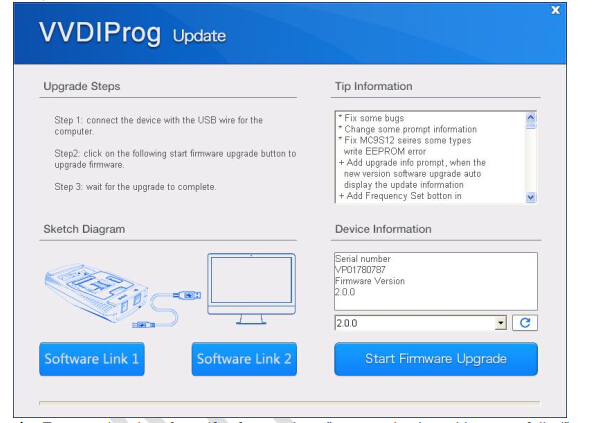 x
VVDIProg Update
Upgrade Steps
Step 1: connect the device with the USB wire for the
computer.
Step2: click on the following start firmware upgrade button to
upgrade firmware.
Step 3: wait for the upgrade to complete.
Tip Information
* Fix some bugs
* Change some prompt information
* Fix MC9S12 seires some types
write EEPROM error
+ Add upgrade info prompt, when the
new version software upgrade auto
display the update information
+ Add Frequency Set botton in
Sketch Diagram
Software Link 1
Software Link 2
Device Information
Serial number
VP01780787
Firmware Version
2.0.0
2.0.0
Start Firmware Upgrade